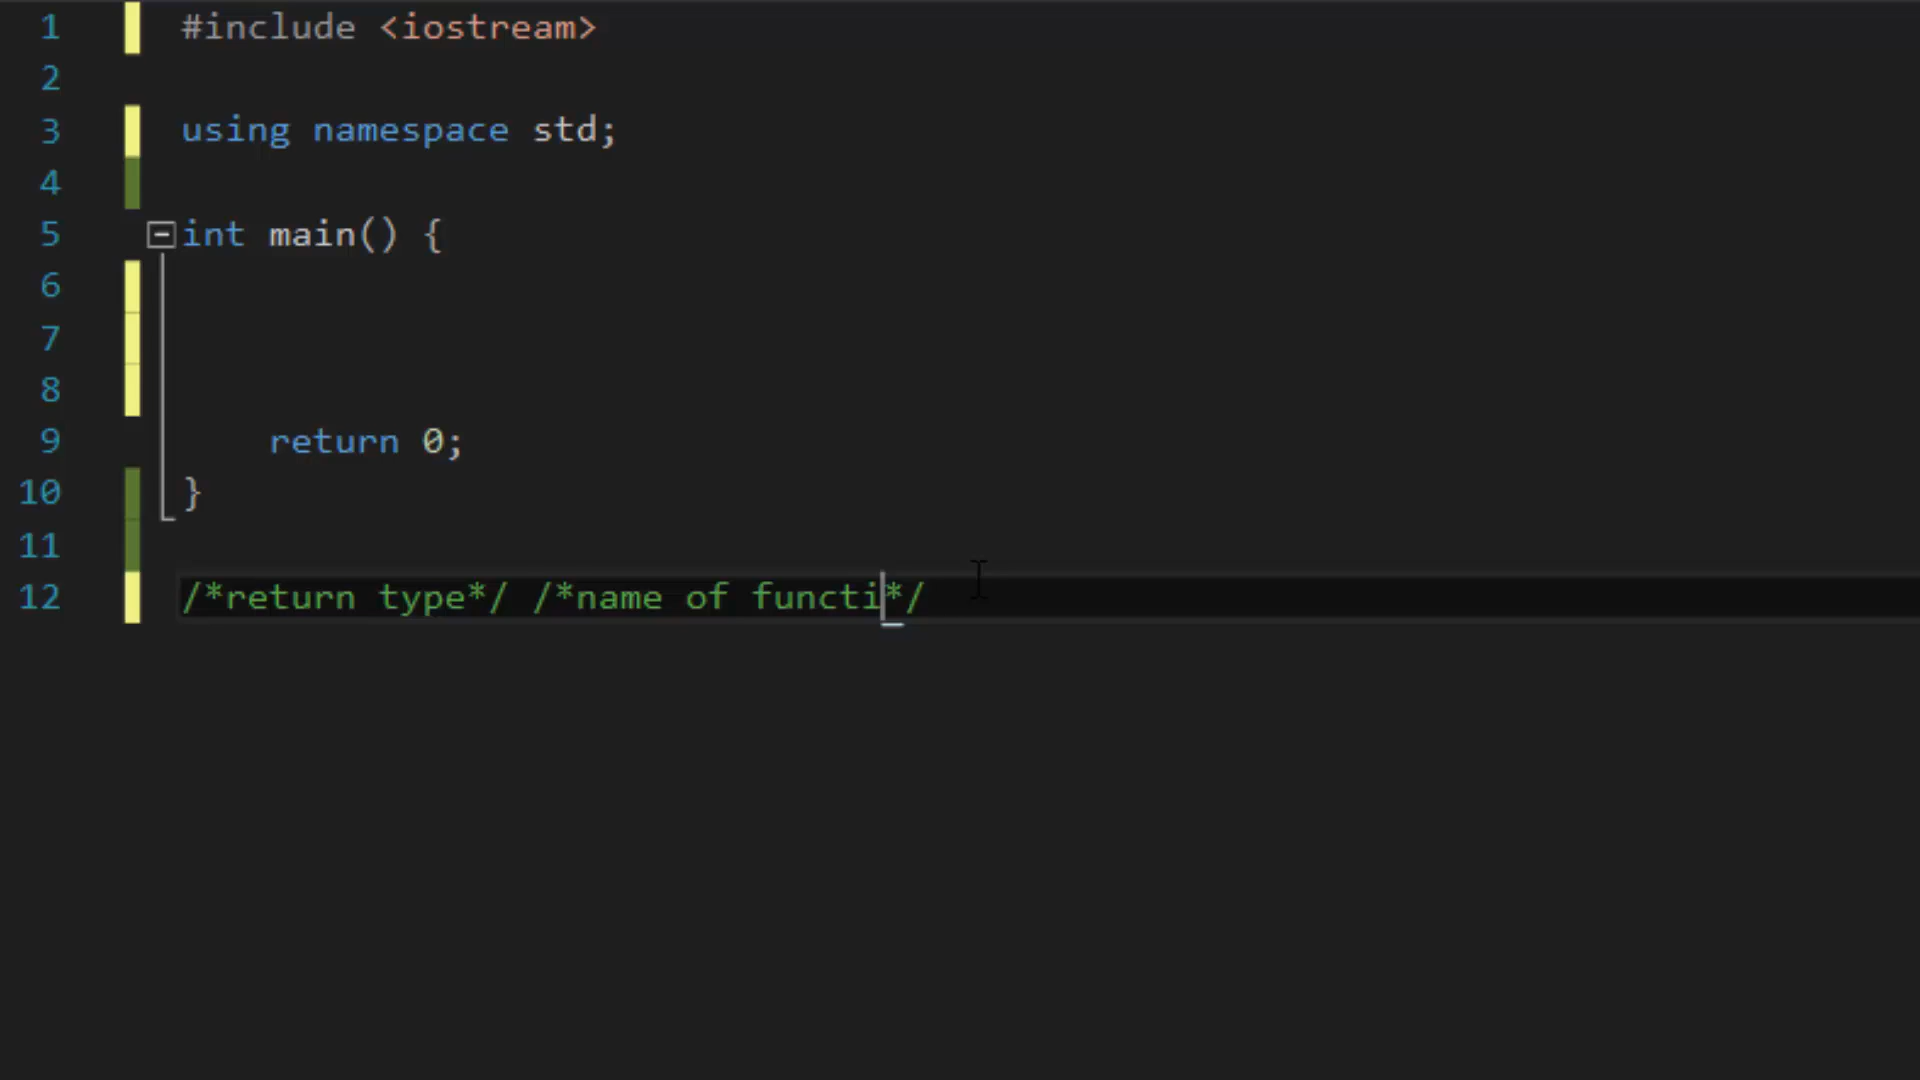 1 #include <iostream>
2
3 using namespace std;
4
5 int main() {
6
7
8
9 return 0;
10 }
11
12 /*return type*/ /*name of functi*/